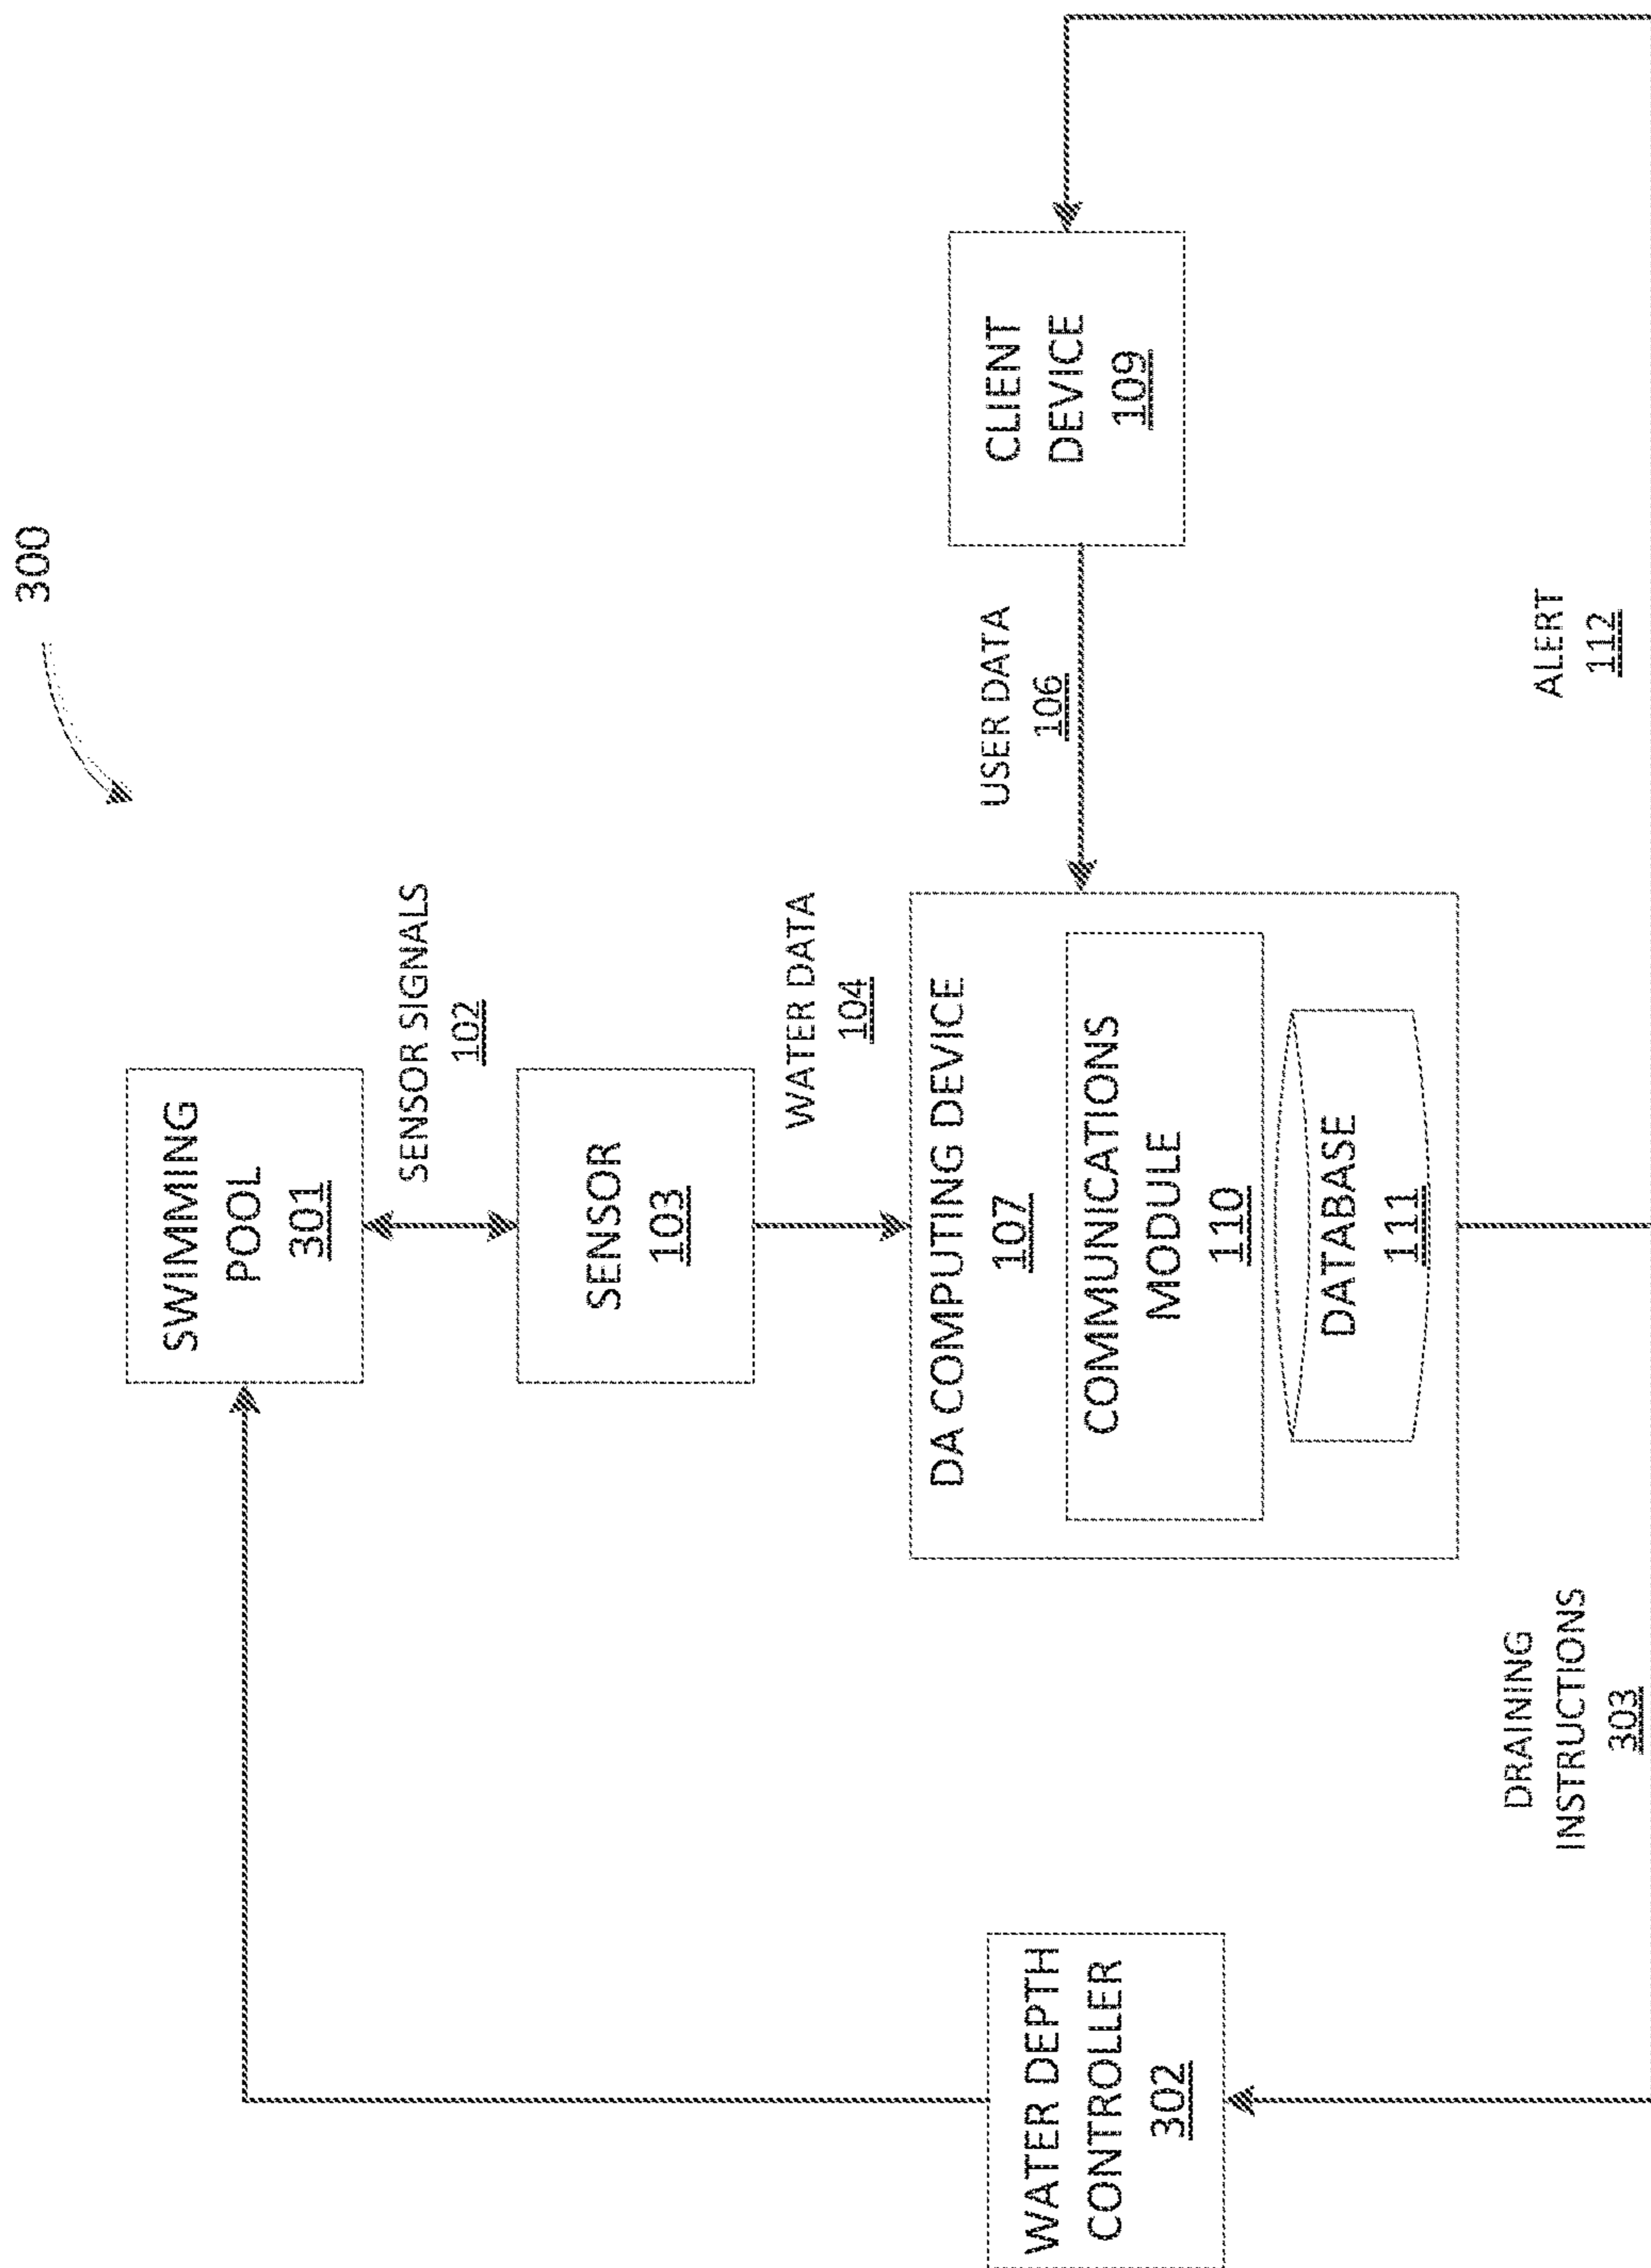 300
SWIMMING
POOL
301
SENSOR SIGNALS
102
SENSOR
103
WATER DATA
104
DA COMPUTING DEVICE
107
COMMUNICATIONS
MODULE
110
DATABASE
111
USER DATA
106
CLIENT
DEVICE
109
WATER DEPTH
CONTROLLER
302
DRAINING
INSTRUCTIONS
303
ALERT
112